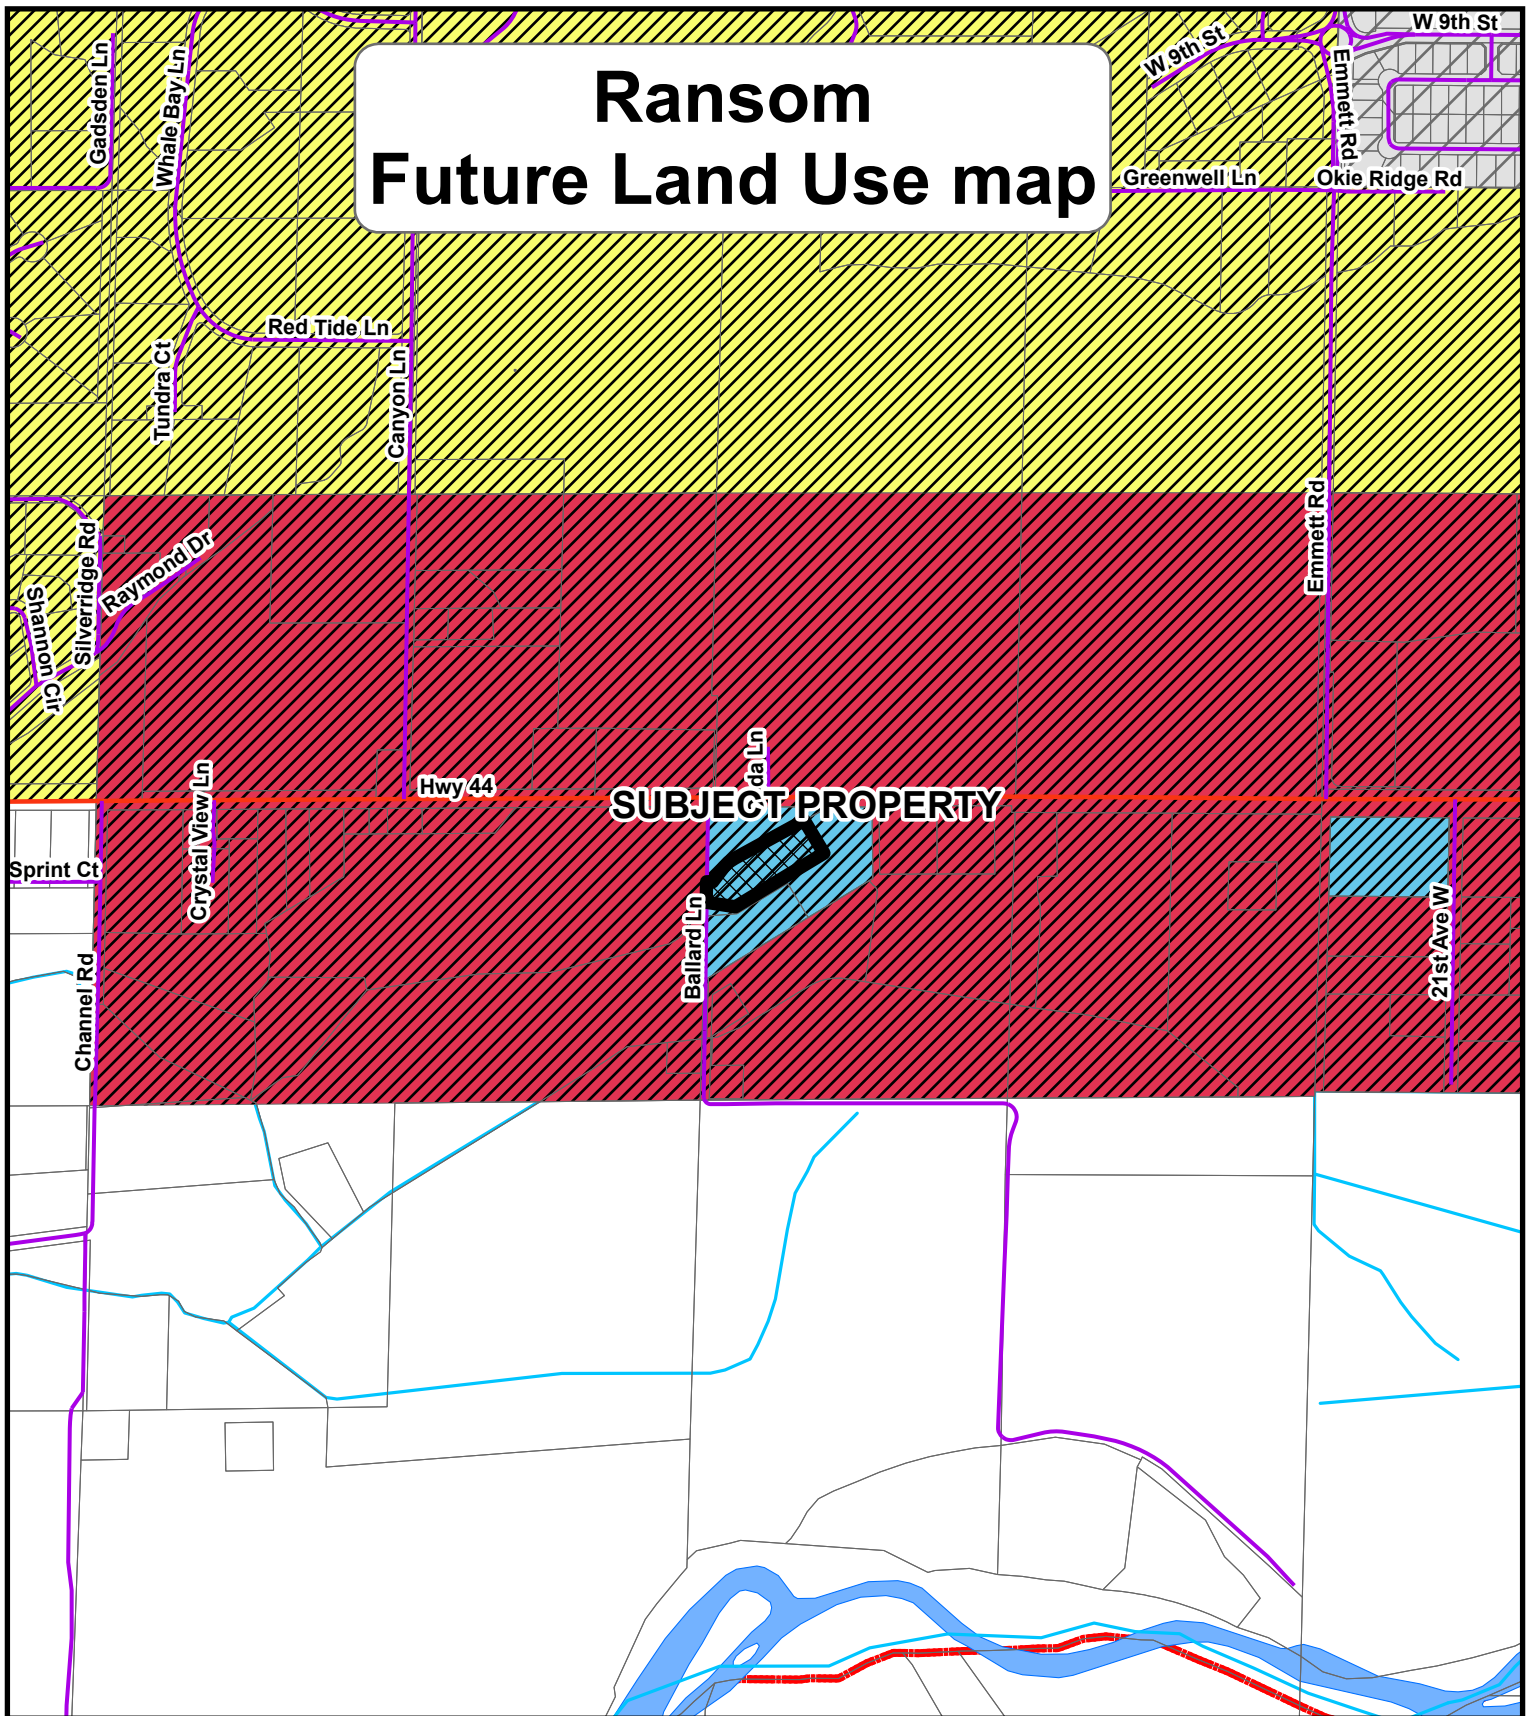 W 9th St
W 9th St
Gadsden Ln
Whale Bay Ln
Emmett Rd
Ransom
Future Land Use map
Greenwell Ln
Okie Ridge Rd
Red Tide Ln
Tundra Ct
Canyon Ln
Emmett Rd
Silverridge Rd
Raymond Dr
Shannon Cir
da Ln
Hwy 44
SUBJECT PROPERTY
Crystal View Ln
Sprint Ct
Ballard Ln
21st Ave W
Channel Rd